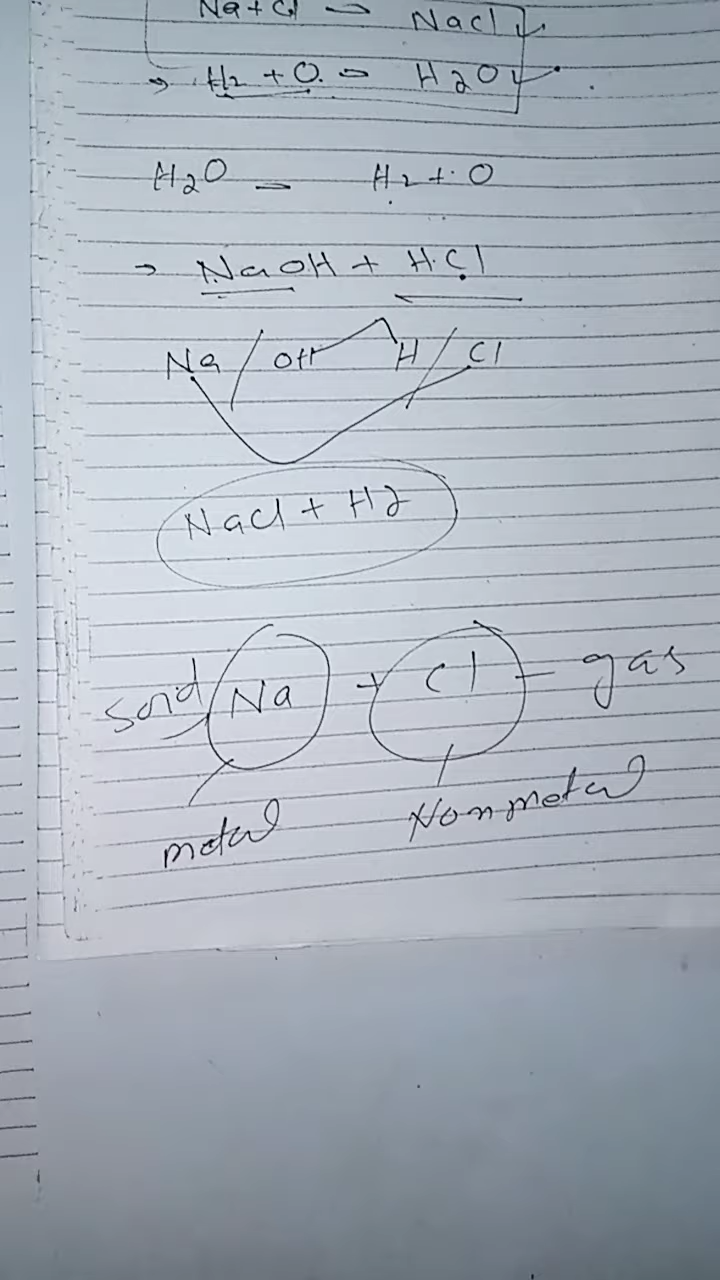 Na + Cl → NaCl
→ H2 + O. = H2O
H2O = H2 + O
→ NaOH + HCl
Na / OH H / Cl
NaCl + H2
Na + Cl - gas
metal Nonmetal